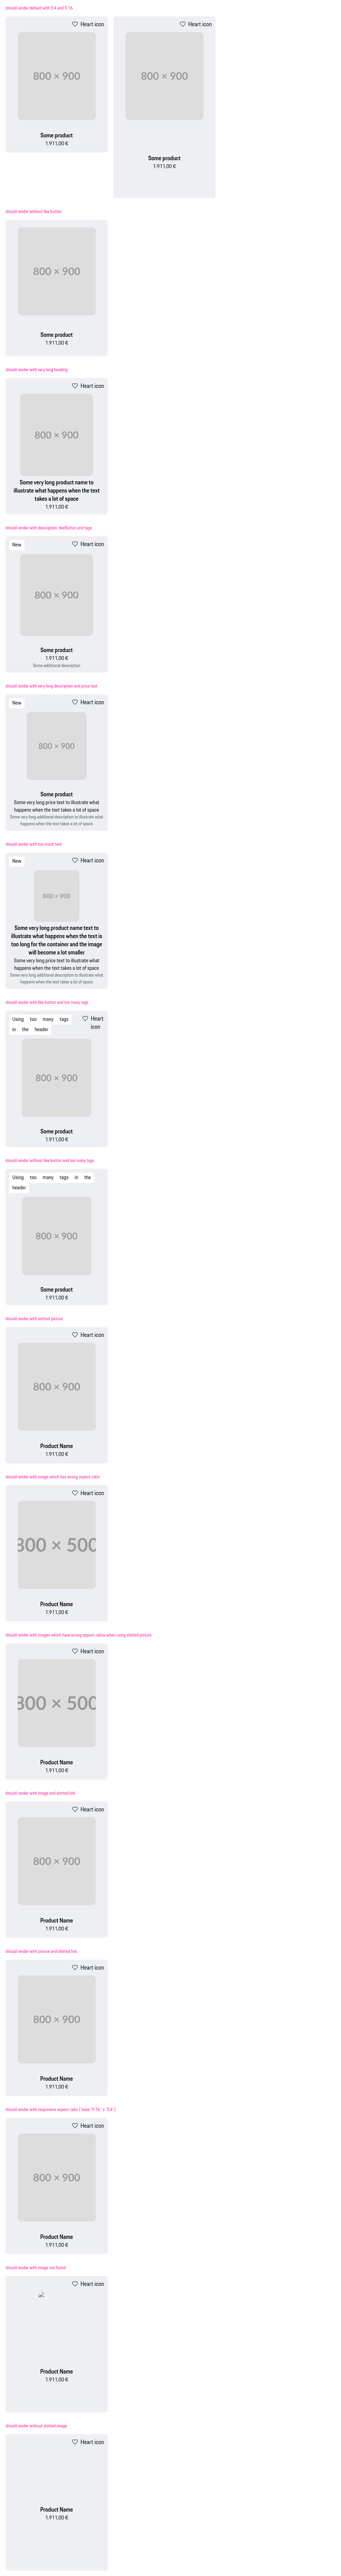 should render default with 3:4 and 9:16
Heart icon
Heart icon
800 × 900
800 × 900
Some product
1.911,00 €
Some product
1.911,00 €
should render without like button
800 × 900
Some product
1.911,00 €
should render with very long heading
Heart icon
800 × 900
Some very long product name to
illustrate what happens when the text
takes a lot of space
1.911,00 €
should render with description, likeButton and tags
New
Heart icon
800 × 900
Some product
1.911,00 €
Some additional description
should render with very long description and price text
New
Heart icon
800 × 900
Some product
Some very long price text to illustrate what
happens when the text takes a lot of space
Some very long additional description to illustrate what
happens when the text takes a lot of space
should render with too much text
New
Heart icon
800 × 900
Some very long product name text to
illustrate what happens when the text is
too long for the container and the image
will become a lot smaller
Some very long price text to illustrate what
happens when the text takes a lot of space
Some very long additional description to illustrate what
happens when the text takes a lot of space
should render with like button and too many tags
Using too many tags
in the header
Heart
icon
800 × 900
Some product
1.911,00 €
should render without like button and too many tags
Using too many tags in the
header
800 × 900
Some product
1.911,00 €
should render with slotted picture
Heart icon
800 × 900
Product Name
1.911,00 €
should render with image which has wrong aspect-ratio
Heart icon
800 × 500
Product Name
1.911,00 €
should render with images which have wrong aspect-ratios when using slotted picture
Heart icon
800 × 500
Product Name
1.911,00 €
should render with image and slotted link
Heart icon
800 × 900
Product Name
1.911,00 €
should render with picture and slotted link
Heart icon
800 × 900
Product Name
1.911,00 €
should render with responsive aspect-ratio { base: '9:16', s: '3:4' }
Heart icon
800 × 900
Product Name
1.911,00 €
should render with image not found
Heart icon
Product Name
1.911,00 €
should render without slotted image
Heart icon
Product Name
1.911,00 €